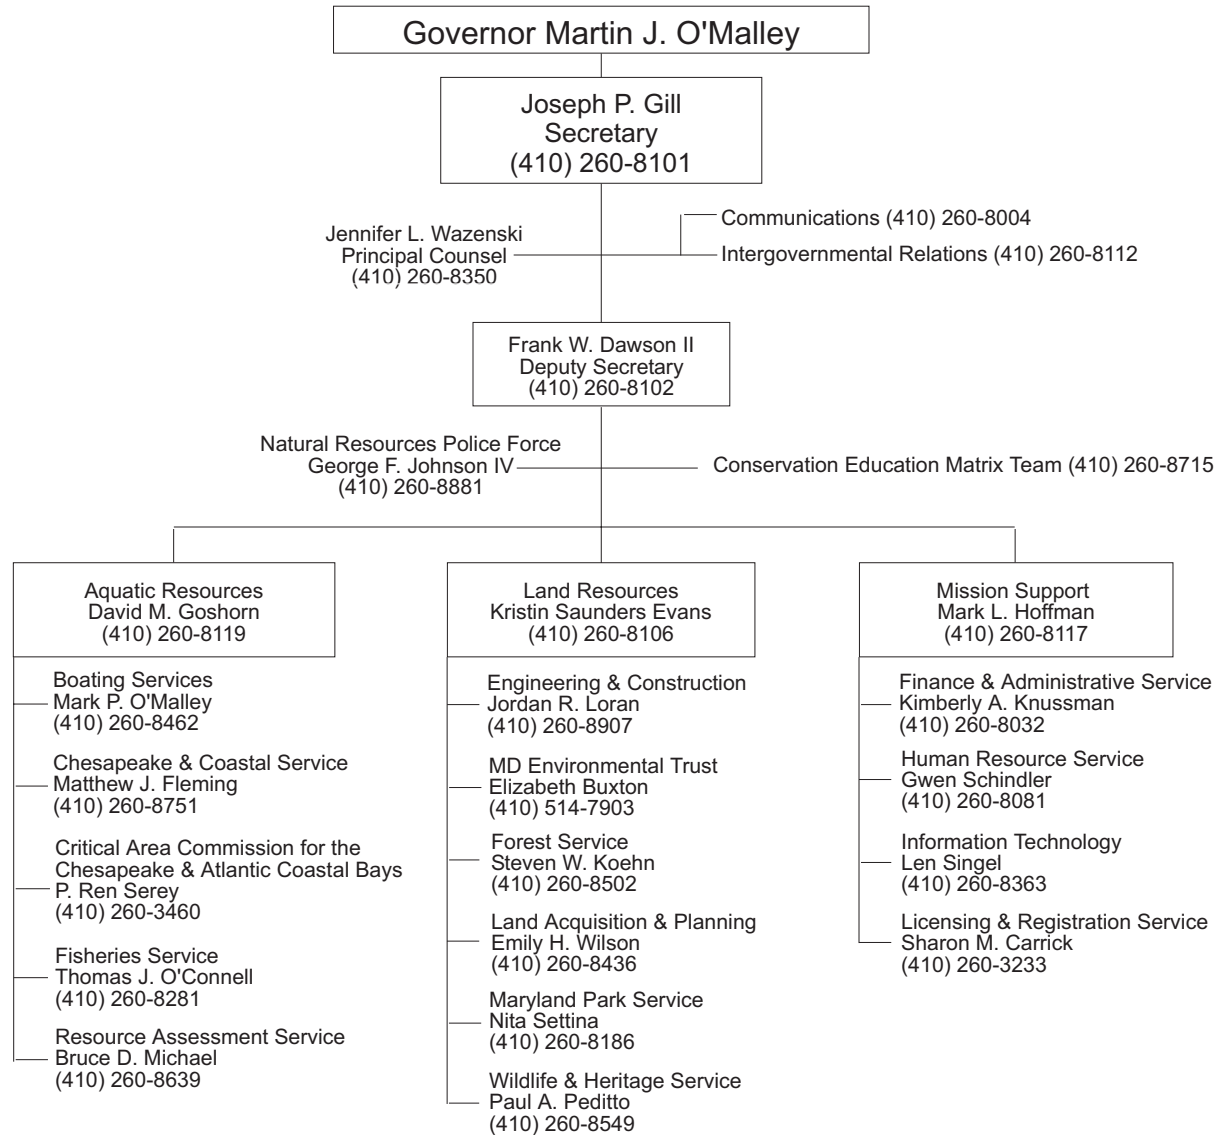 Governor Martin J. O'Malley
Joseph P. Gill
Secretary
(410) 260-8101
Jennifer L. Wazenski
Principal Counsel
(410) 260-8350
Communications (410) 260-8004
Intergovernmental Relations (410) 260-8112
Frank W. Dawson II
Deputy Secretary
(410) 260-8102
Natural Resources Police Force
George F. Johnson IV
(410) 260-8881
Conservation Education Matrix Team (410) 260-8715
Aquatic Resources
David M. Goshorn
(410) 260-8119
Boating Services
Mark P. O'Malley
(410) 260-8462
Chesapeake & Coastal Service
Matthew J. Fleming
(410) 260-8751
Critical Area Commission for the
Chesapeake & Atlantic Coastal Bays
P. Ren Serey
(410) 260-3460
Fisheries Service
Thomas J. O'Connell
(410) 260-8281
Resource Assessment Service
Bruce D. Michael
(410) 260-8639
Land Resources
Kristin Saunders Evans
(410) 260-8106
Engineering & Construction
Jordan R. Loran
(410) 260-8907
MD Environmental Trust
Elizabeth Buxton
(410) 514-7903
Forest Service
Steven W. Koehn
(410) 260-8502
Land Acquisition & Planning
Emily H. Wilson
(410) 260-8436
Maryland Park Service
Nita Settina
(410) 260-8186
Wildlife & Heritage Service
Paul A. Peditto
(410) 260-8549
Mission Support
Mark L. Hoffman
(410) 260-8117
Finance & Administrative Service
Kimberly A. Knussman
(410) 260-8032
Human Resource Service
Gwen Schindler
(410) 260-8081
Information Technology
Len Singel
(410) 260-8363
Licensing & Registration Service
Sharon M. Carrick
(410) 260-3233